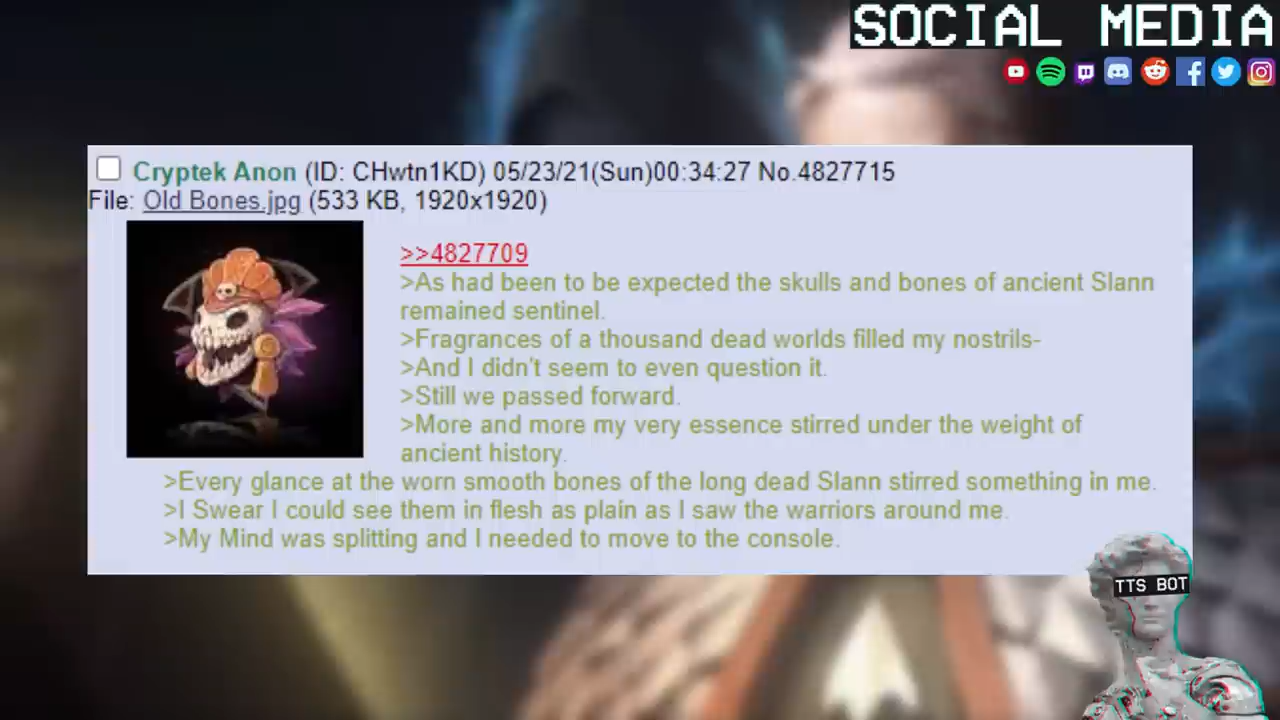 SOCIAL MEDIA
Cryptek Anon (ID: CHwtn1KD) 05/23/21(Sun)00:34:27 No.4827715
File: Old Bones.jpg (533 KB, 1920x1920)
>>4827709
>As had been to be expected the skulls and bones of ancient Slann
remained sentinel.
>Fragrances of a thousand dead worlds filled my nostrils-
>And I didn't seem to even question it.
>Still we passed forward.
>More and more my very essence stirred under the weight of
ancient history.
>Every glance at the worn smooth bones of the long dead Slann stirred something in me.
>I Swear I could see them in flesh as plain as I saw the warriors around me.
>My Mind was splitting and I needed to move to the console.
TTS BOT